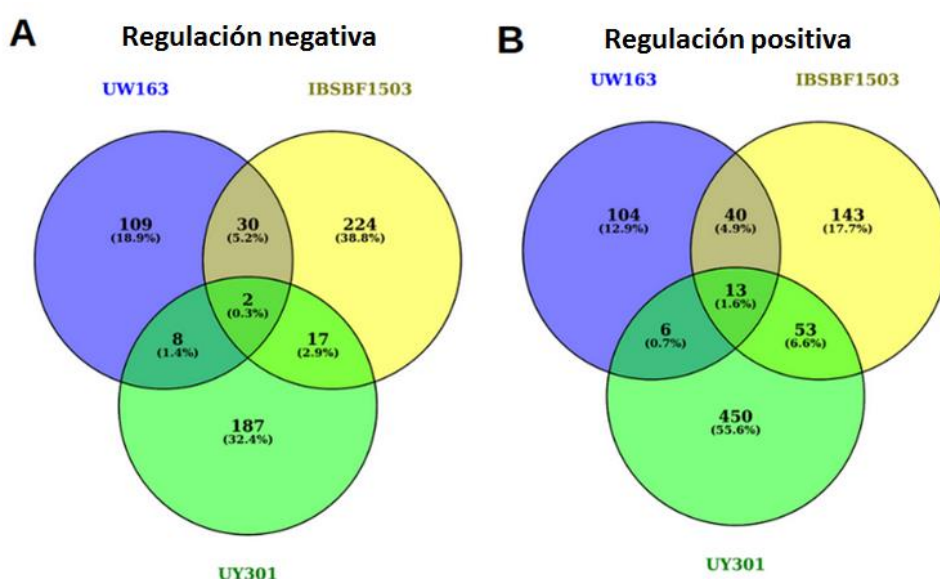 A
Regulación negativa
UW163
IBSBF1503
109
(18.9%)
30
(5.2%)
224
(38.8%)
2
(0.3%)
8
(1.4%)
17
(2.9%)
187
(32.4%)
UY301
B
Regulación positiva
UW163
IBSBF1503
104
(12.9%)
40
(4.9%)
143
(17.7%)
13
(1.6%)
6
(0.7%)
53
(6.6%)
450
(55.6%)
UY301